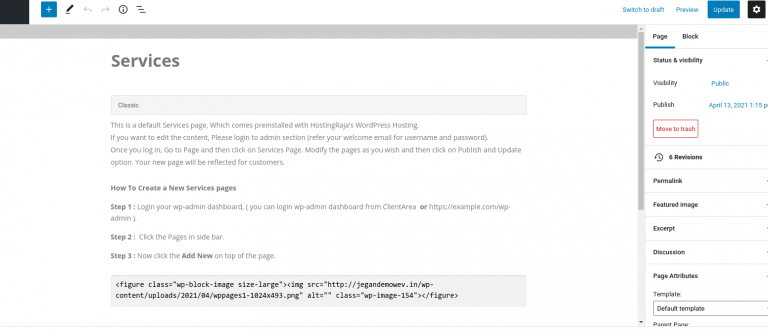 Switch to draft Preview Update
Page Block
Services
Status & visibility
Visibility Public
Classic
Publish April 13, 2021 1:15
This is a default Services page, Which comes preinstalled with HostingRaja's WordPress Hosting.
If you want to edit the content, Please login to admin section (refer your welcome email for username and password).
Once you log in, Go to Page and then click on Services Page. Modify the pages as you wish and then click on Publish and Update
option. Your new page will be reflected for customers.
Move to trash
6 Revisions
How To Create a New Services pages
Permalink
Step 1 : Login your wp-admin dashboard, ( you can login wp-admin dashboard from ClientArea or https://example.com/wp-
admin ).
Featured image
Step 2 : Click the Pages in side bar.
Excerpt
Step 3 : Now click the Add New on top of the page.
Discussion
Page Attributes
<figure class="wp-block-image size-large"><img src="http://jegandemowev.in/wp-
content/uploads/2021/04/wppages1-1024x493.png" alt="" class="wp-image-154"></figure>
Template:
Default template
Parent Page: